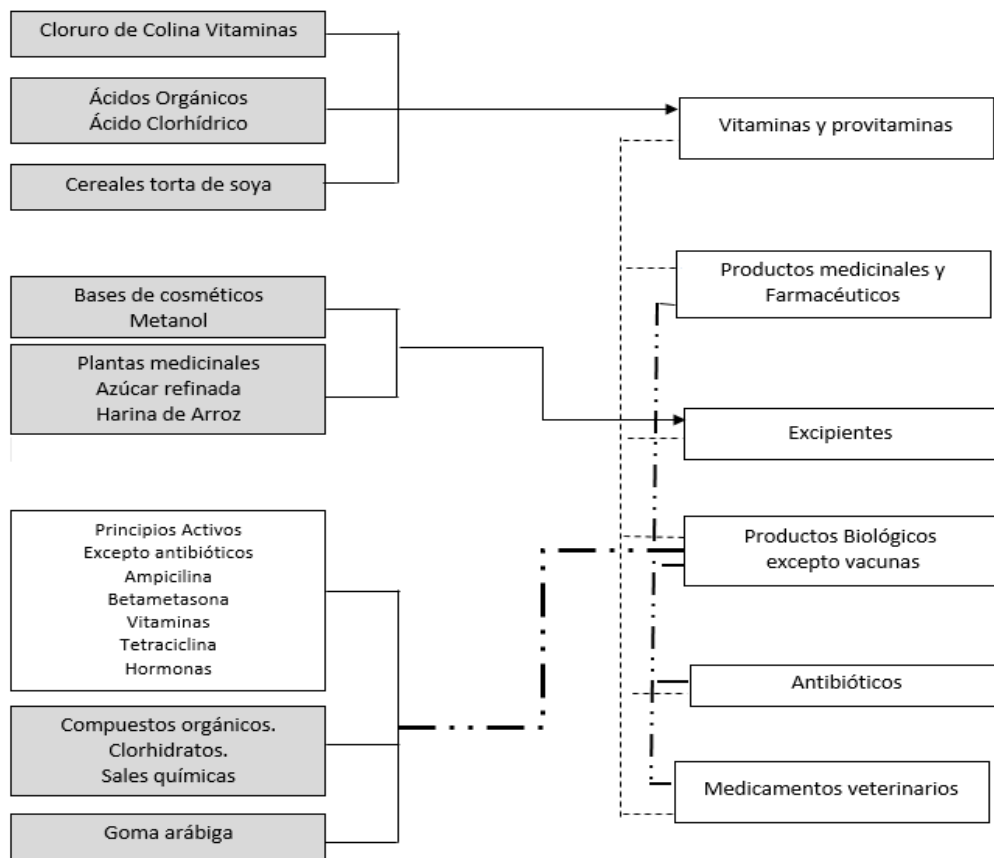 Cloruro de Colina Vitaminas
Ácidos Orgánicos
Ácido Clorhídrico
Cereales torta de soya
Bases de cosméticos
Metanol
Plantas medicinales
Azúcar refinada
Harina de Arroz
Principios Activos
Excepto antibióticos
Ampicilina
Betametasona
Vitaminas
Tetraciclina
Hormonas
Compuestos orgánicos.
Clorhidratos.
Sales químicas
Goma arábiga
Vitaminas y provitaminas
Productos medicinales y
Farmacéuticos
Excipientes
Productos Biológicos
excepto vacunas
Antibióticos
Medicamentos veterinarios